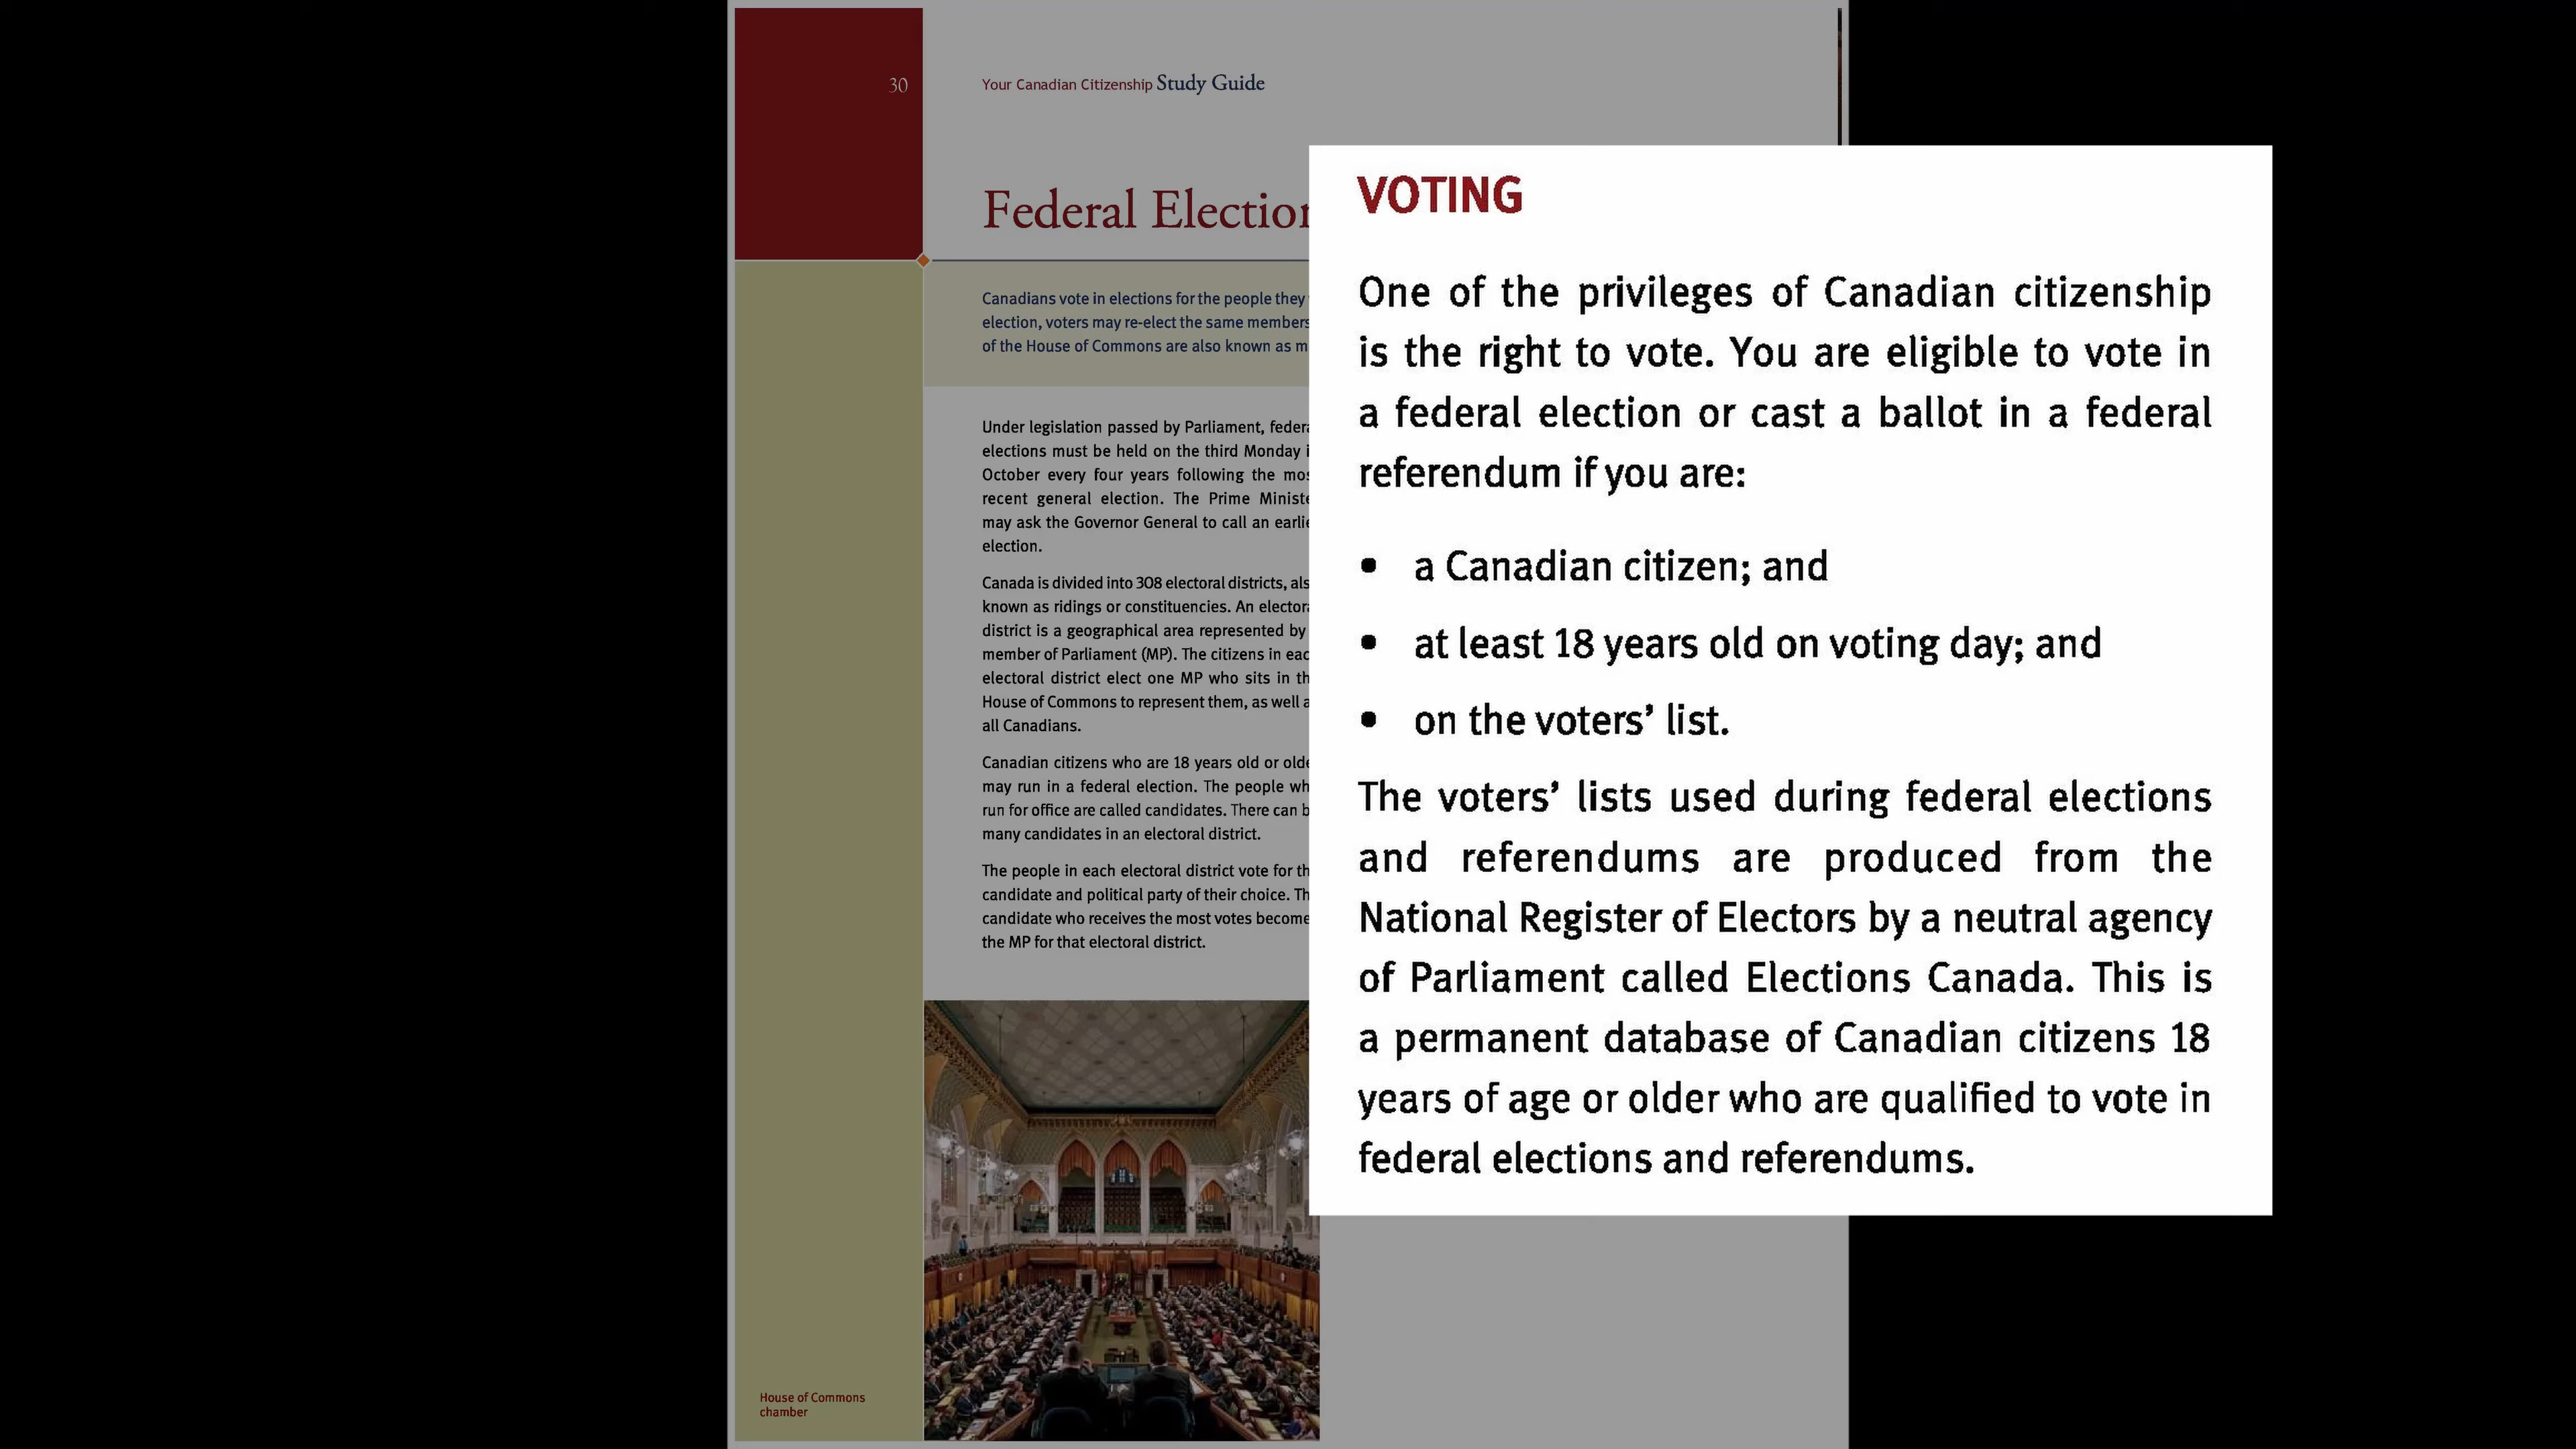 30
Your Canadian Citizenship Study Guide
Federal Election
Canadians vote in elections for the people they
election, voters may re-elect the same members
of the House of Commons are also known as
Under legislation passed by Parliament,
elections must be held on the third Monday
October every four years following the
recent general election. The Prime
may ask the Governor General to call an
election.
Canada is divided into 308 electoral districts,
known as ridings or constituencies. An
district is a geographical area represented by
member of Parliament (MP). The citizens in
electoral district elect one MP who sits in
House of Commons to represent them, as well
all Canadians.
Canadian citizens who are 18 years old or
may run in a federal election. The people
run for office are called candidates. There can
many candidates in an electoral district.
The people in each electoral district vote for
candidate and political party of their choice.
candidate who receives the most votes
the MP for that electoral district.
House of Commons
chamber
VOTING
One of the privileges of Canadian citizenship
is the right to vote. You are eligible to vote in
a federal election or cast a ballot in a federal
referendum if you are:
• a Canadian citizen; and
• at least 18 years old on voting day; and
• on the voters’ list.
The voters’ lists used during federal elections
and referendums are produced from the
National Register of Electors by a neutral agency
of Parliament called Elections Canada. This is
a permanent database of Canadian citizens 18
years of age or older who are qualified to vote in
federal elections and referendums.